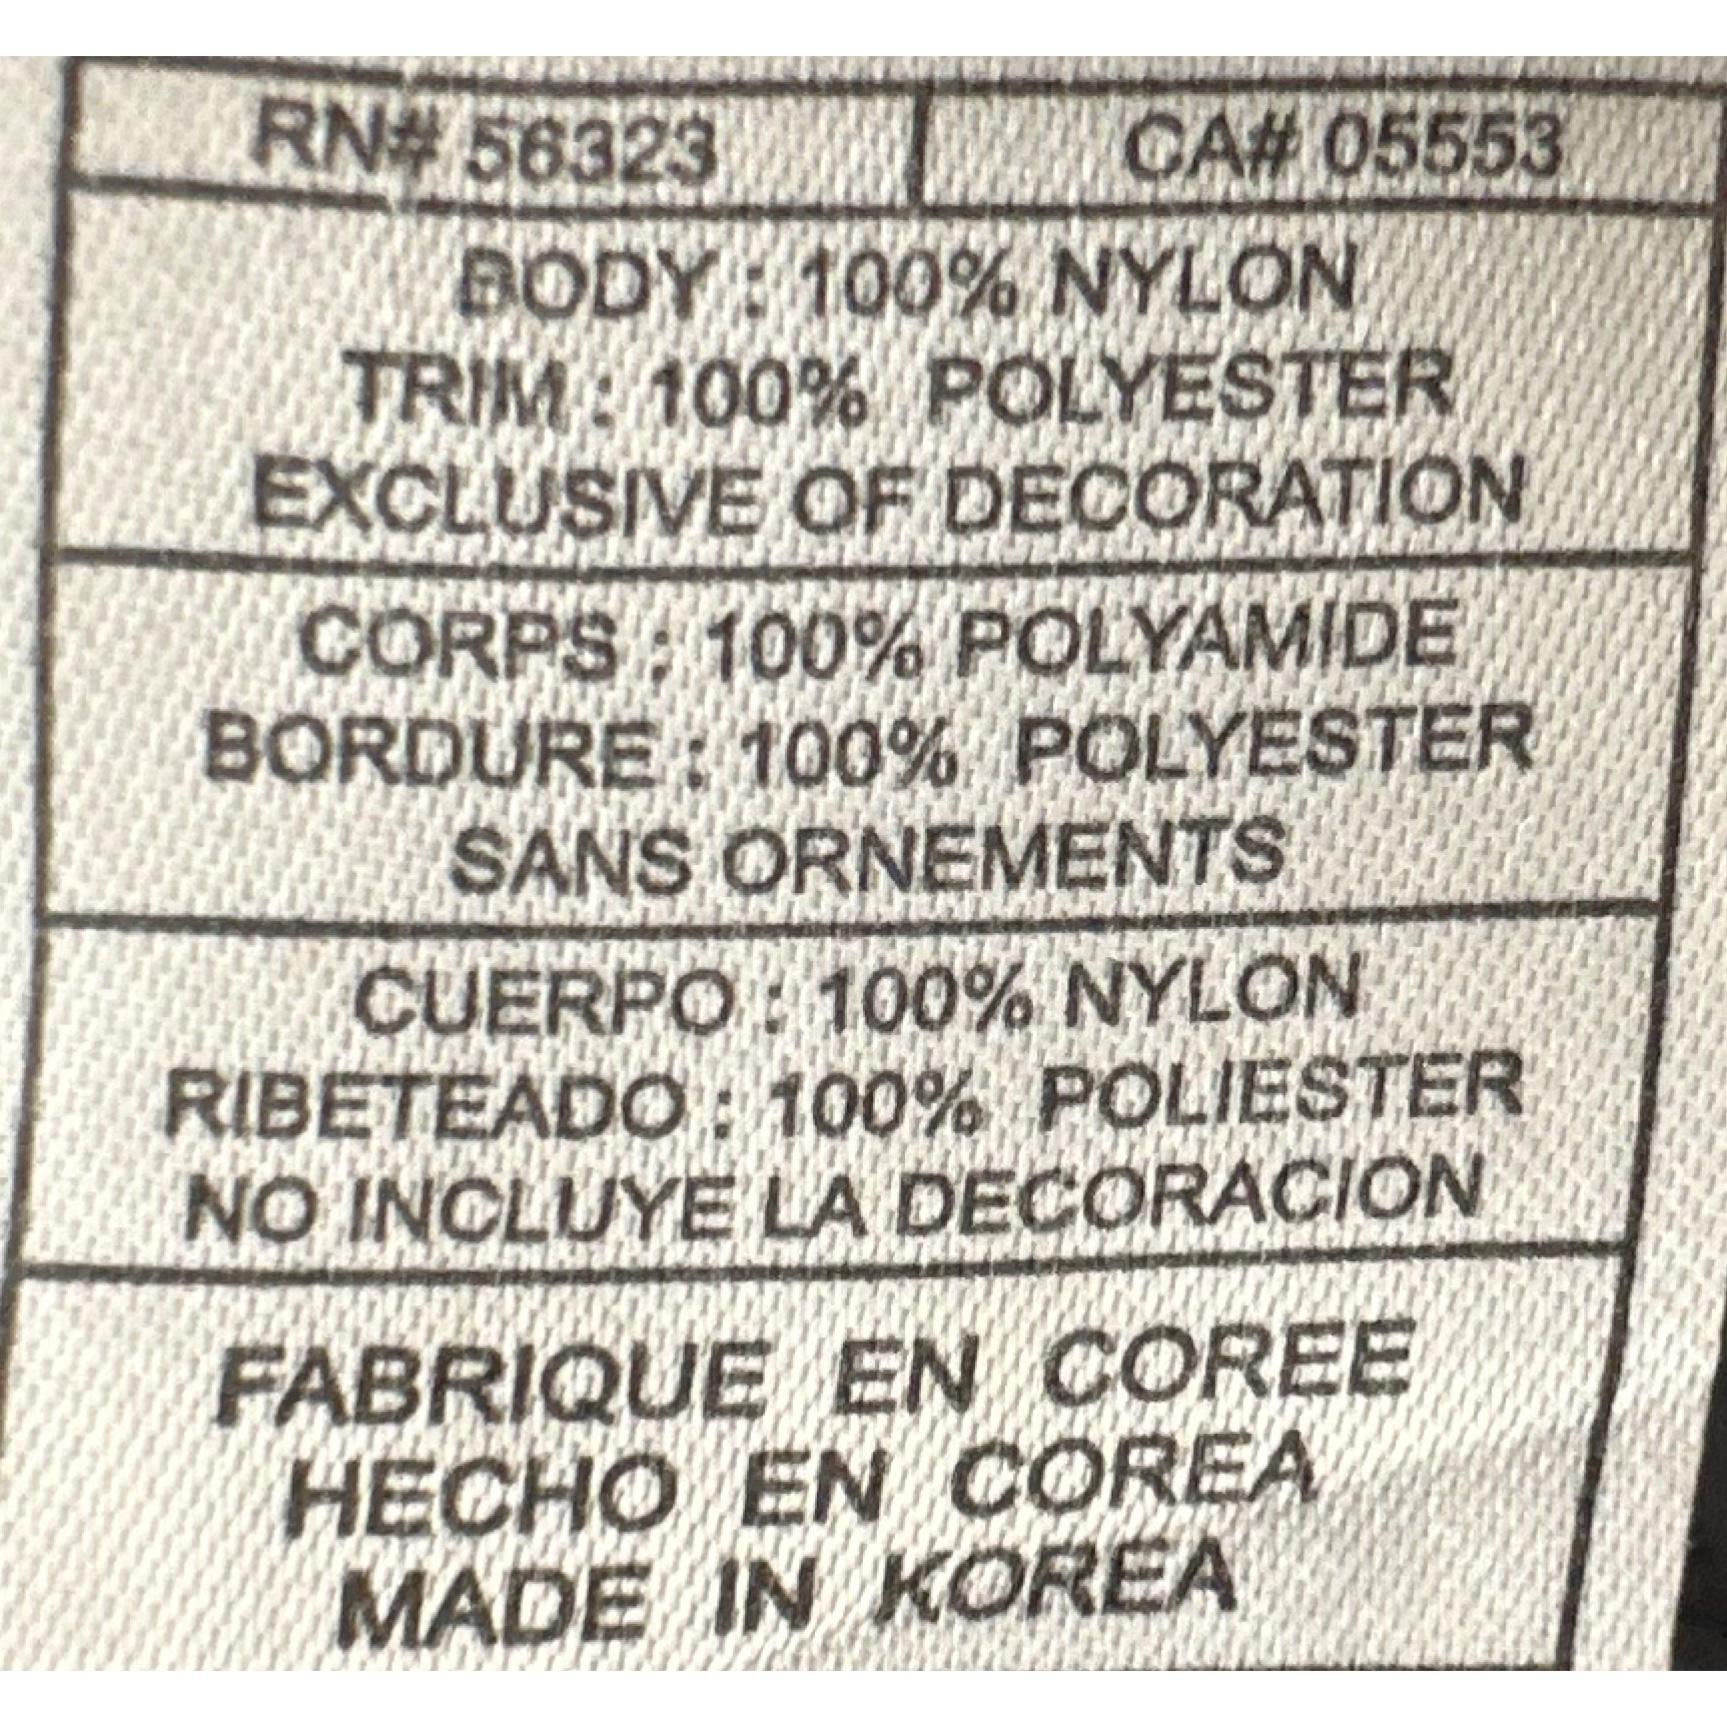 RN# 56323 CA# 05553
BODY : 100% NYLON
TRIM : 100% POLYESTER
EXCLUSIVE OF DECORATION
CORPS : 100% POLYAMIDE
BORDURE : 100% POLYESTER
SANS ORNEMENTS
CUERPO : 100% NYLON
RIBETEADO : 100% POLIESTER
NO INCLUYE LA DECORACION
FABRIQUE EN COREE
HECHO EN COREA
MADE IN KOREA